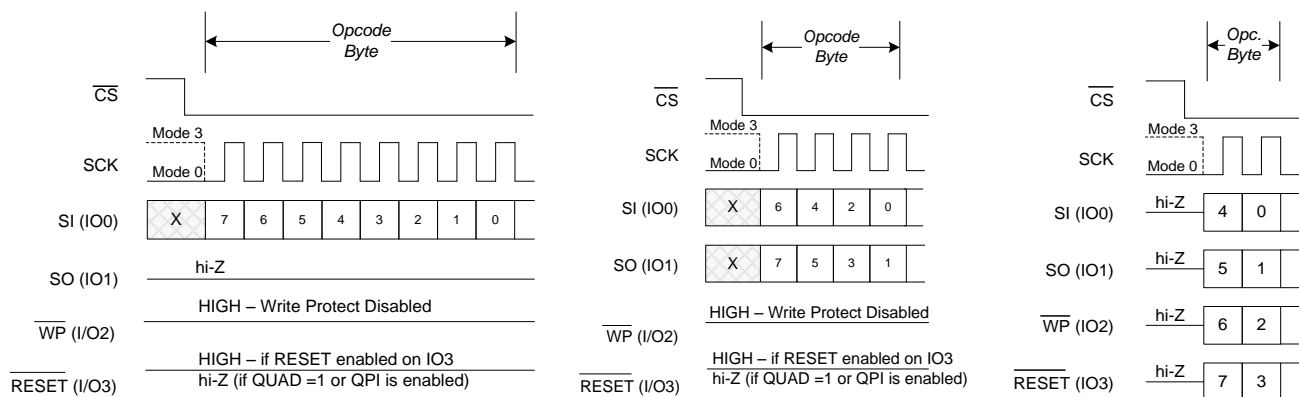 Opcode
Byte
CS
Mode 3
SCK
Mode 0
SI (IO0)
X
7 6 5 4 3 2 1 0
hi-Z
SO (IO1)
HIGH – Write Protect Disabled
WP (I/O2)
HIGH – if RESET enabled on IO3
RESET (I/O3)
hi-Z (if QUAD =1 or QPI is enabled)
Opcode
Byte
CS
Mode 3
SCK
Mode 0
SI (IO0)
X
6 4 2 0
SO (IO1)
X
7 5 3 1
HIGH – Write Protect Disabled
WP (I/O2)
HIGH – if RESET enabled on IO3
RESET (I/O3)
hi-Z (if QUAD =1 or QPI is enabled)
Opc.
Byte
CS
Mode 3
SCK
Mode 0
SI (IO0)
hi-Z
4 0
SO (IO1)
hi-Z
5 1
WP (IO2)
hi-Z
6 2
RESET (IO3)
hi-Z
7 3